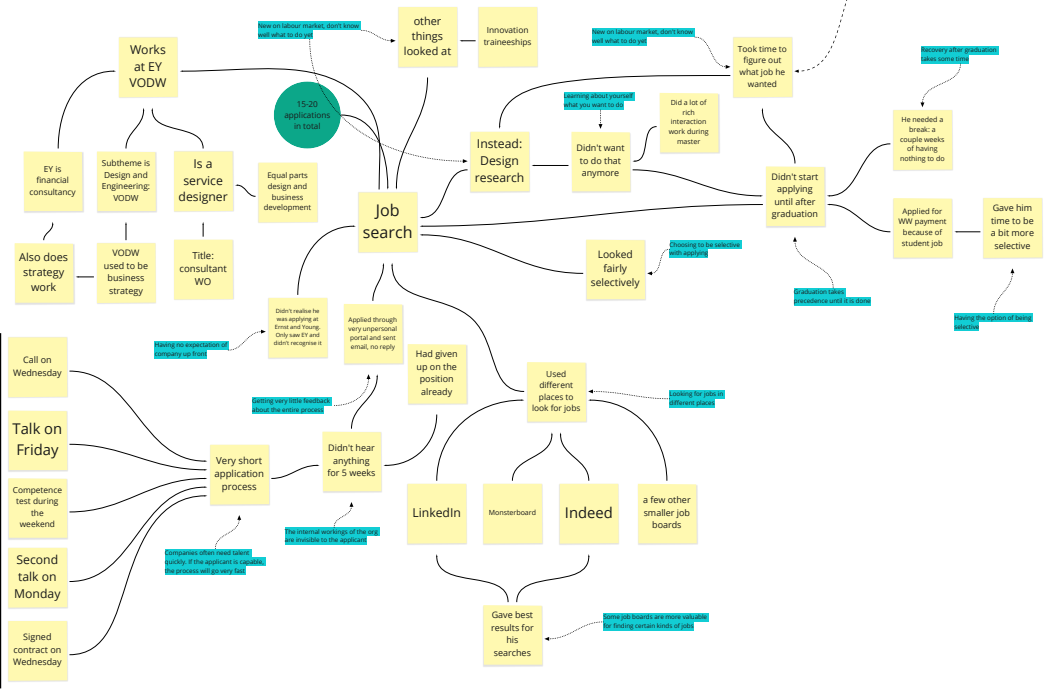 New on labour market, don't know
well what to do yet
other
things
looked at
Innovation
traineeships
New on labour market, don't know
well what to do yet
Took time to
figure out
what job he
wanted
Recovery after graduation
takes some time
Works
at EY
VODW
15-20
applications
in total
Learning about yourself
what you want to do
Did a lot of
rich
interaction
work during
master
He needed a
break: a
couple weeks
of having
nothing to do
Instead:
Design
research
Didn't want
to do that
anymore
EY is
financial
consultancy
Subtheme is
Design and
Engineering:
VODW
Is a
service
designer
Equal parts
design and
business
development
Didn't start
applying
until after
graduation
Job
search
Applied for
WW payment
because of
student job
Gave him
time to be
a bit more
selective
Also does
strategy
work
VODW
used to be
business
strategy
Title:
consultant
WO
Looked
fairly
selectively
Choosing to be selective
with applying
Graduation takes
precedence until it is done
Having the option of being
selective
Didn't realise he
was applying at
Ernst and Young.
Only saw EY and
didn't recognise it
Applied through
very unpersonal
portal and sent
email, no reply
Having no expectation of
company up front
Had given
up on the
position
already
Call on
Wednesday
Used
different
places to
look for jobs
Looking for jobs in
different places
Getting very little feedback
about the entire process
Talk on
Friday
Very short
application
process
Didn't hear
anything
for 5 weeks
Competence
test during
the
weekend
LinkedIn
Monsterboard
Indeed
a few other
smaller job
boards
The internal workings of the org
are invisible to the applicant
Companies often need talent
quickly. If the applicant is capable,
the process will go very fast
Second
talk on
Monday
Gave best
results for
his
searches
Some job boards are more valuable
for finding certain kinds of jobs
Signed
contract on
Wednesday